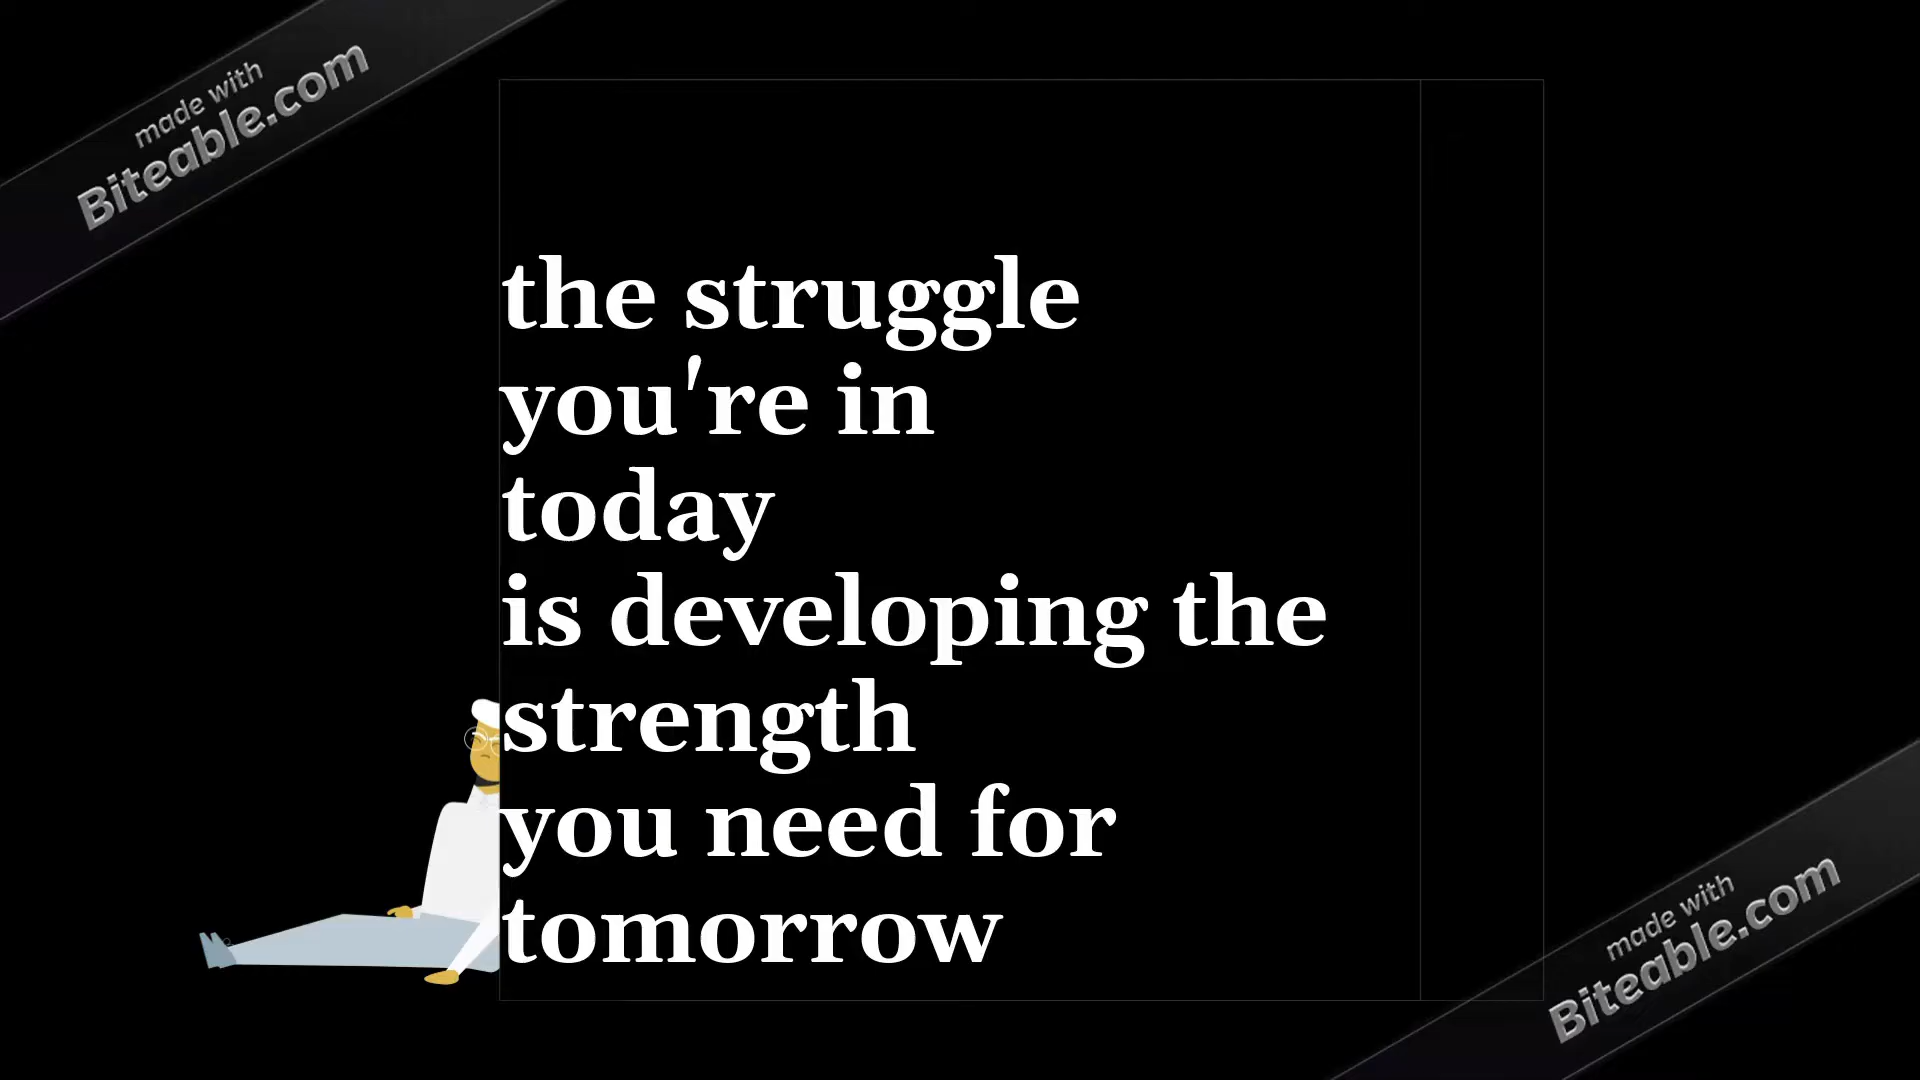 made with
Biteable.com
the struggle
you're in
today
is developing the
strength
you need for
tomorrow
made with
Biteable.com